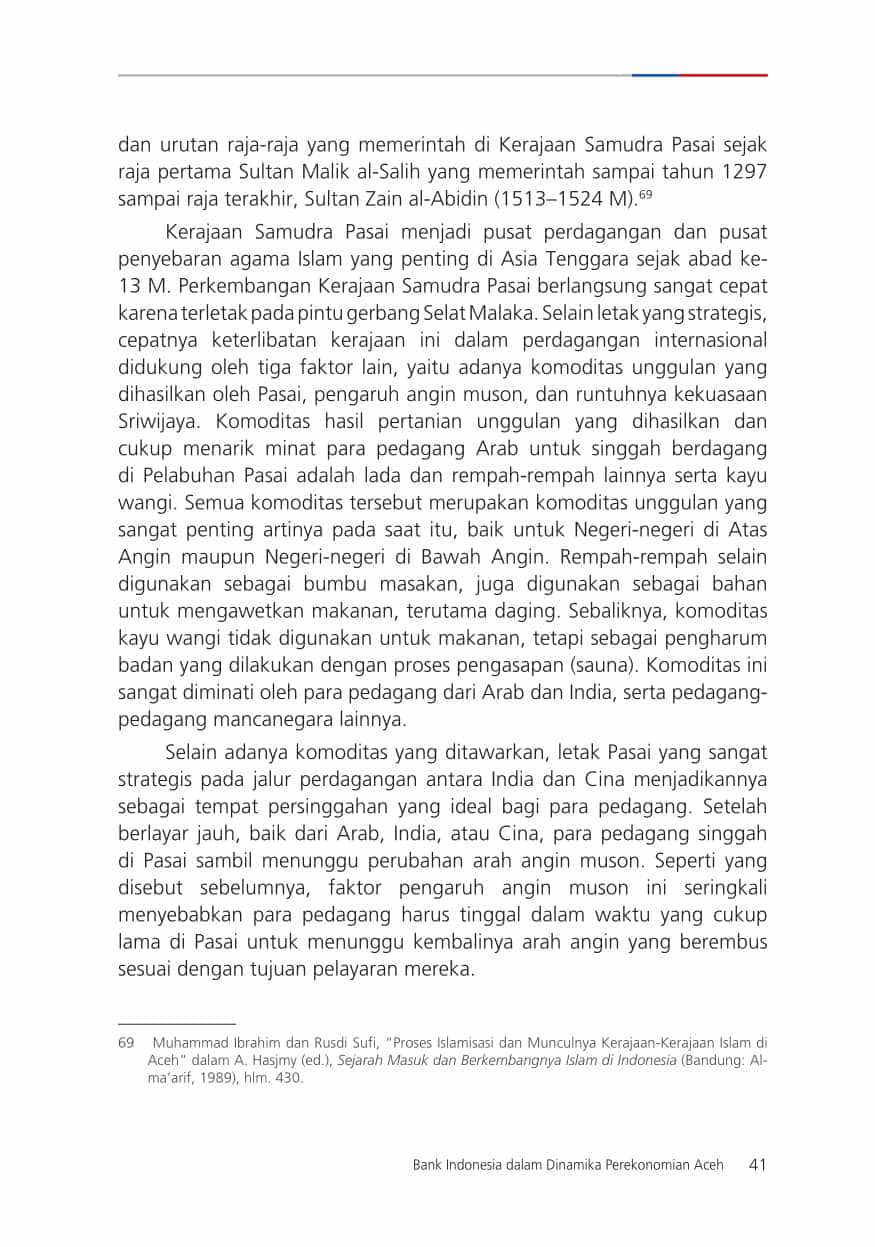 dan urutan raja-raja yang memerintah di Kerajaan Samudra Pasai sejak
raja pertama Sultan Malik al-Salih yang memerintah sampai tahun 1297
sampai raja terakhir, Sultan Zain al-Abidin (1513–1524 M).⁶⁹
Kerajaan Samudra Pasai menjadi pusat perdagangan dan pusat
penyebaran agama Islam yang penting di Asia Tenggara sejak abad ke-
13 M. Perkembangan Kerajaan Samudra Pasai berlangsung sangat cepat
karena terletak pada pintu gerbang Selat Malaka. Selain letak yang strategis,
cepatnya keterlibatan kerajaan ini dalam perdagangan internasional
didukung oleh tiga faktor lain, yaitu adanya komoditas unggulan yang
dihasilkan oleh Pasai, pengaruh angin muson, dan runtuhnya kekuasaan
Sriwijaya. Komoditas hasil pertanian unggulan yang dihasilkan dan
cukup menarik minat para pedagang Arab untuk singgah berdagang
di Pelabuhan Pasai adalah lada dan rempah-rempah lainnya serta kayu
wangi. Semua komoditas tersebut merupakan komoditas unggulan yang
sangat penting artinya pada saat itu, baik untuk Negeri-negeri di Atas
Angin maupun Negeri-negeri di Bawah Angin. Rempah-rempah selain
digunakan sebagai bumbu masakan, juga digunakan sebagai bahan
untuk mengawetkan makanan, terutama daging. Sebaliknya, komoditas
kayu wangi tidak digunakan untuk makanan, tetapi sebagai pengharum
badan yang dilakukan dengan proses pengasapan (sauna). Komoditas ini
sangat diminati oleh para pedagang dari Arab dan India, serta pedagang-
pedagang mancanegara lainnya.
Selain adanya komoditas yang ditawarkan, letak Pasai yang sangat
strategis pada jalur perdagangan antara India dan Cina menjadikannya
sebagai tempat persinggahan yang ideal bagi para pedagang. Setelah
berlayar jauh, baik dari Arab, India, atau Cina, para pedagang singgah
di Pasai sambil menunggu perubahan arah angin muson. Seperti yang
disebut sebelumnya, faktor pengaruh angin muson ini seringkali
menyebabkan para pedagang harus tinggal dalam waktu yang cukup
lama di Pasai untuk menunggu kembalinya arah angin yang berembus
sesuai dengan tujuan pelayaran mereka.
69 Muhammad Ibrahim dan Rusdi Sufi, "Proses Islamisasi dan Munculnya Kerajaan-Kerajaan Islam di
Aceh" dalam A. Hasjmy (ed.), Sejarah Masuk dan Berkembangnya Islam di Indonesia (Bandung: Al-
ma'arif, 1989), hlm. 430.
Bank Indonesia dalam Dinamika Perekonomian Aceh 41